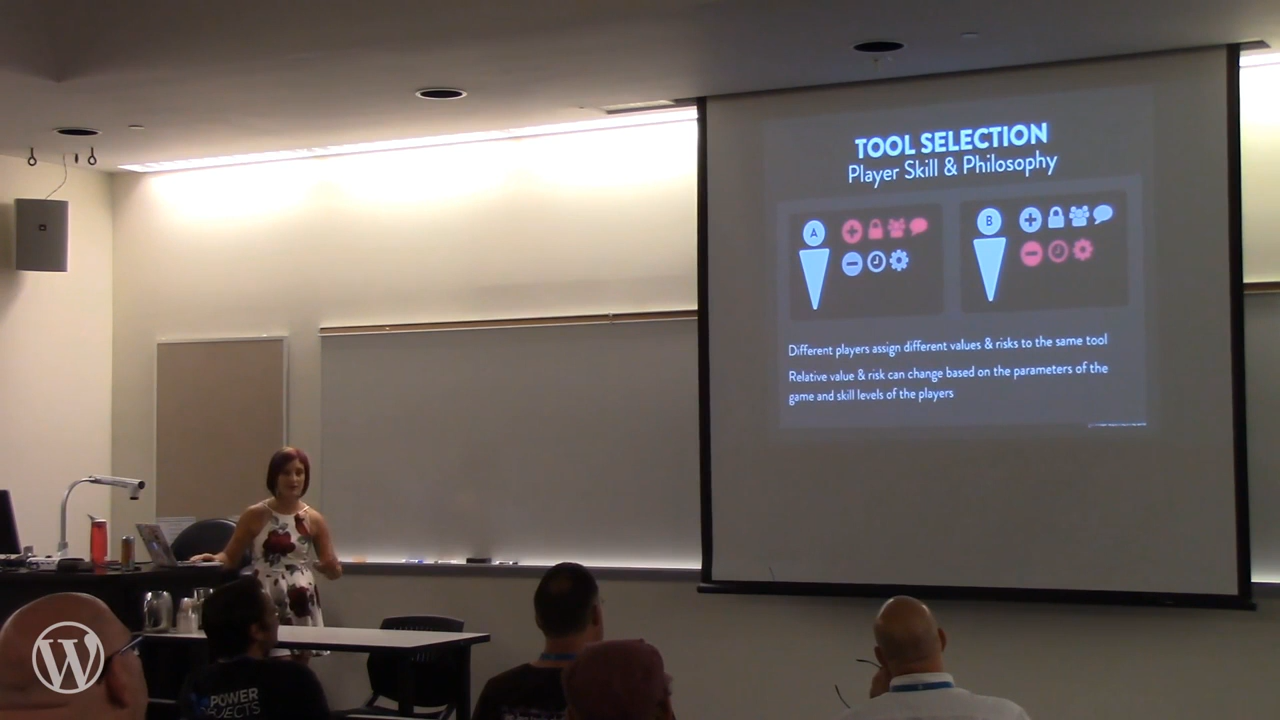 TOOL SELECTION
Player Skill & Philosophy
A
B
Different players assign different values & risks to the same tool
Relative value & risk can change based on the parameters of the
game and skill levels of the players
POWER
W